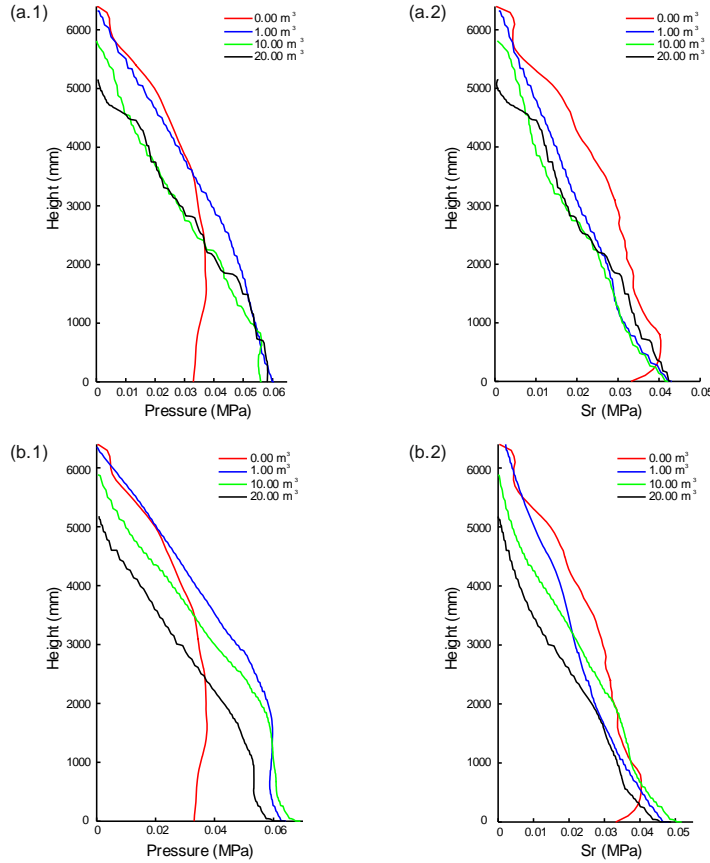 (a.1)
0.00 m³
1.00 m³
10.00 m³
20.00 m³
6000
5000
4000
3000
2000
1000
0
Height (mm)
0
0.01
0.02
0.03
0.04
0.05
0.06
Pressure (MPa)
(a.2)
0.00 m³
1.00 m³
10.00 m³
20.00 m³
6000
5000
4000
3000
2000
1000
0
Height (mm)
0
0.01
0.02
0.03
0.04
0.05
Sr (MPa)
(b.1)
0.00 m³
1.00 m³
10.00 m³
20.00 m³
6000
5000
4000
3000
2000
1000
0
Height (mm)
0
0.02
0.04
0.06
Pressure (MPa)
(b.2)
0.00 m³
1.00 m³
10.00 m³
20.00 m³
6000
5000
4000
3000
2000
1000
0
Height (mm)
0
0.01
0.02
0.03
0.04
0.05
Sr (MPa)